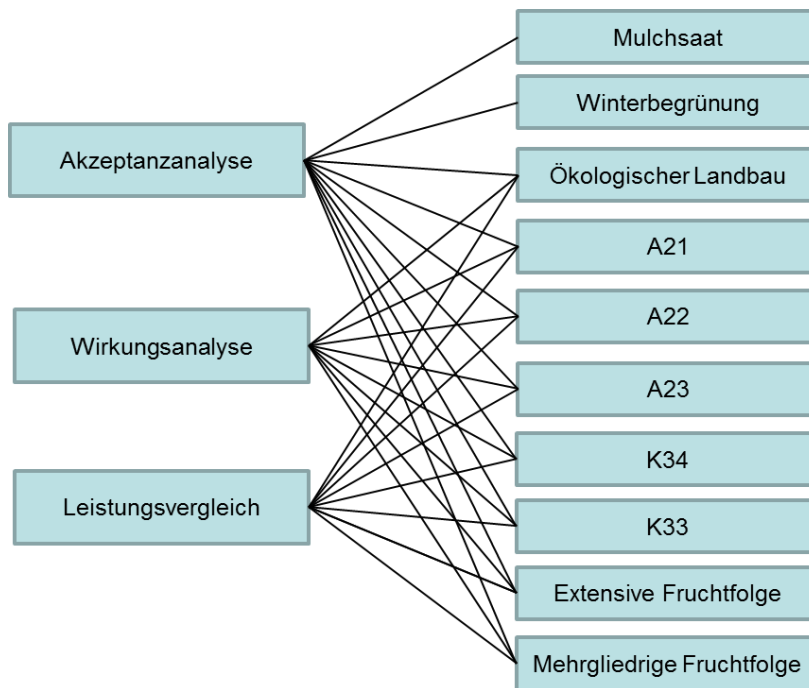 Akzeptanzanalyse
Wirkungsanalyse
Leistungsvergleich
Mulchsaat
Winterbegrünung
Ökologischer Landbau
A21
A22
A23
K34
K33
Extensive Fruchtfolge
Mehrgliedrige Fruchtfolge